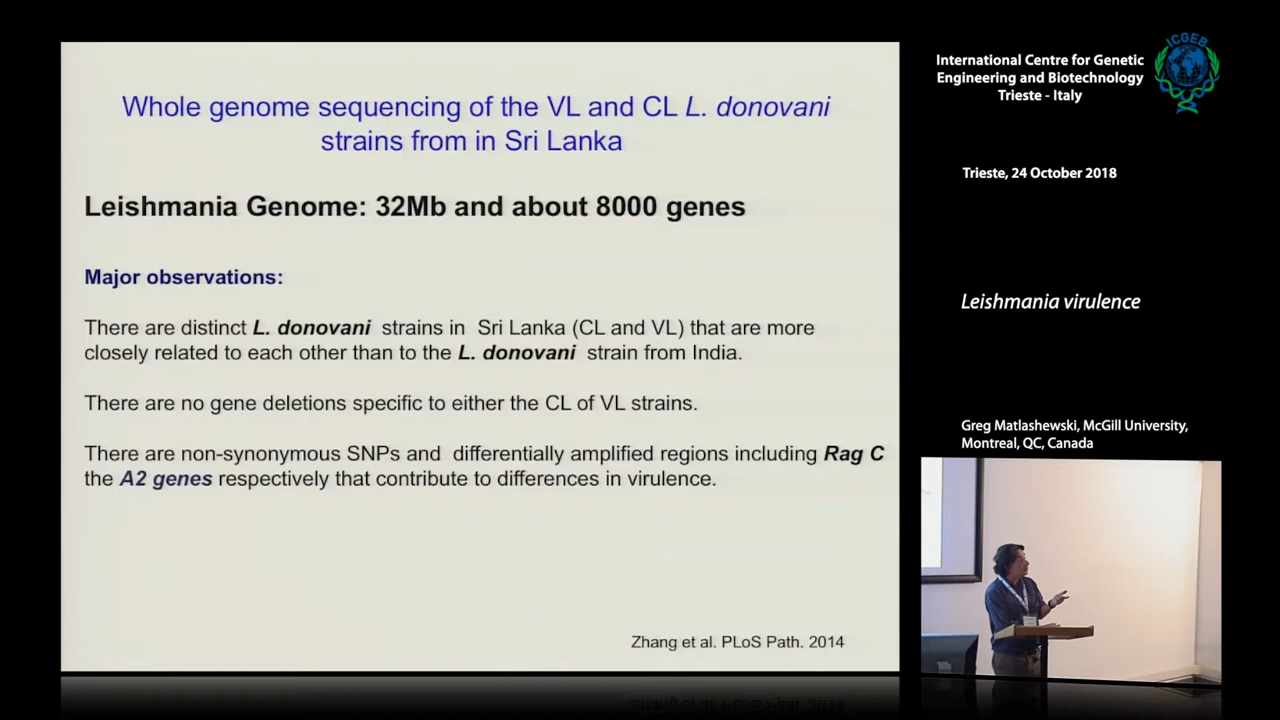 Whole genome sequencing of the VL and CL L. donovani
strains from in Sri Lanka
Leishmania Genome: 32Mb and about 8000 genes
Major observations:
There are distinct L. donovani strains in Sri Lanka (CL and VL) that are more
closely related to each other than to the L. donovani strain from India.
There are no gene deletions specific to either the CL of VL strains.
There are non-synonymous SNPs and differentially amplified regions including Rag C
the A2 genes respectively that contribute to differences in virulence.
Zhang et al. PLoS Path. 2014
International Centre for Genetic
Engineering and Biotechnology
Trieste - Italy
ICGEB
Trieste, 24 October 2018
Leishmania virulence
Greg Matlashewski, McGill University,
Montreal, QC, Canada